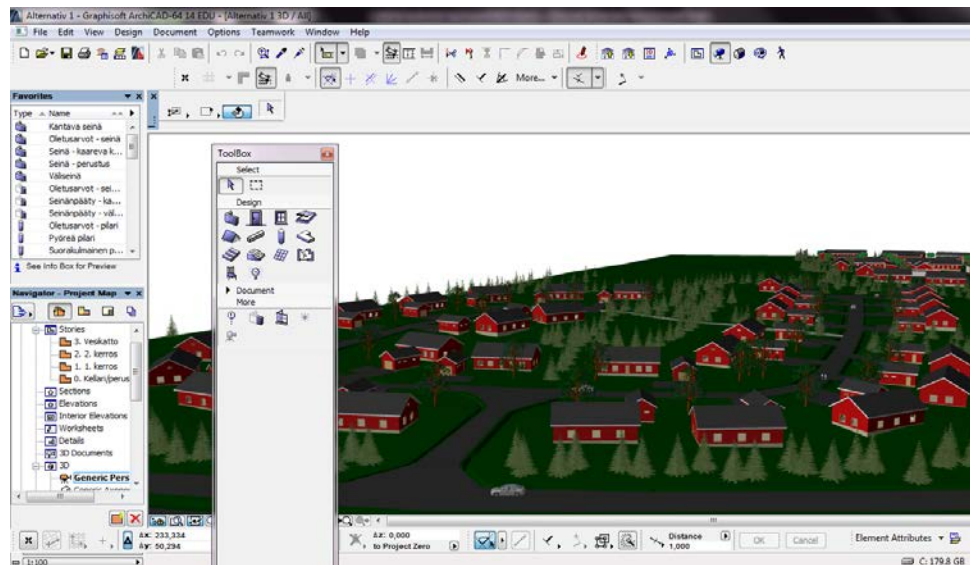 Alternativ 1 - Graphisoft ArchiCAD-64 14 EDU - [Alternativ 1 3D / All]
File Edit View Design Document Options Teamwork Window Help
More...
Favorites
Type Name
Kantava seinä
Oletusarvot - seinä
Seinä - kaareva k...
Seinä - perustus
Väliseinä
Oletusarvot - sei...
Seinänpääty - ka...
Seinänpääty - väl...
Oletusarvot - pilari
Pyöreä pilari
Suorakulmainen p...
See Info Box for Preview
Navigator - Project Map
Stories
3. Vesikatto
2. 2. kerros
1. 1. kerros
0. Kellari/perus
Sections
Elevations
Interior Elevations
Worksheets
Details
3D Documents
3D
Generic Pers
ToolBox
Select
Design
Document
More
Δx: 233,334
Δy: 50,294
Δz: 0,000
to Project Zero
Distance
1,000
OK
Cancel
Element Attributes
1:100
C: 179.8 GB